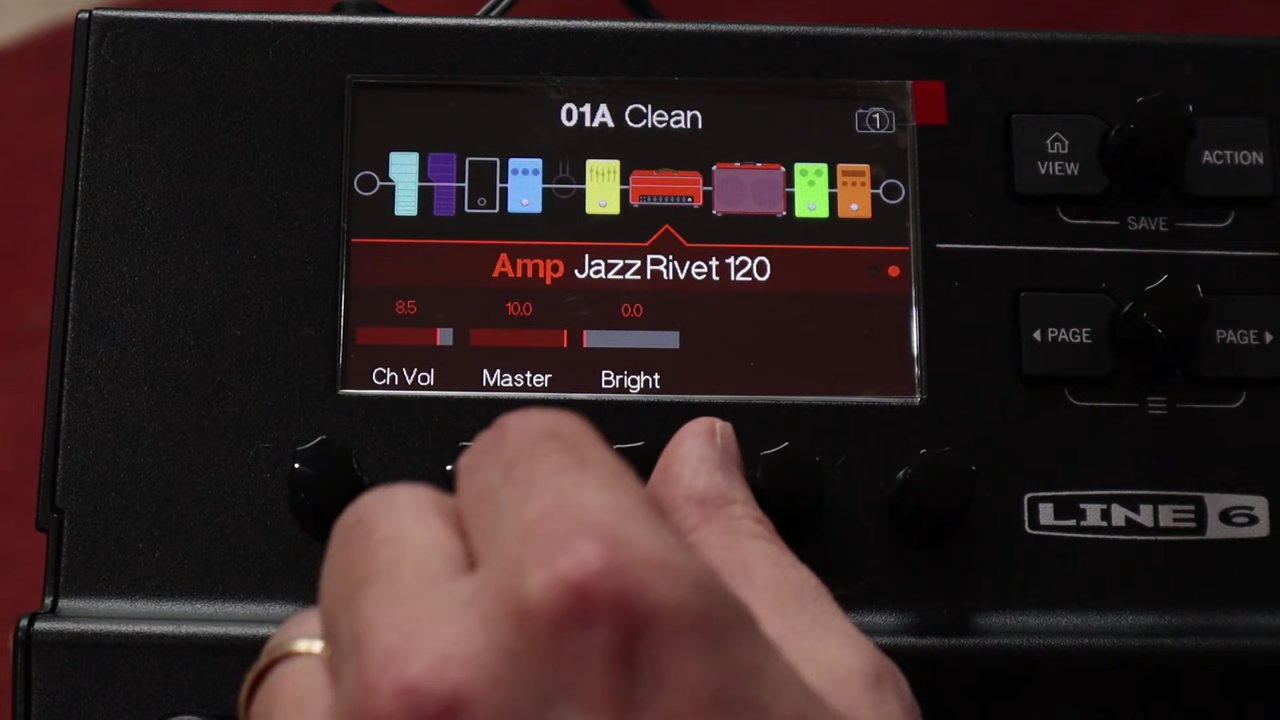 01A Clean
1
Amp Jazz Rivet 120
8.5 10.0 0.0
Ch Vol Master Bright
VIEW
ACTION
SAVE
PAGE
PAGE
LINE 6